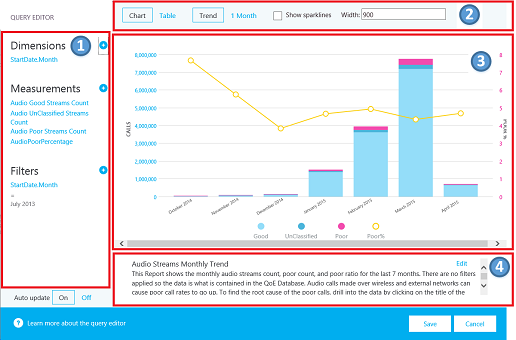 QUERY EDITOR
Dimensions
1
StartDate.Month
Measurements
Audio Good Streams Count
Audio UnClassified Streams
Count
Audio Poor Streams Count
AudioPoorPercentage
Filters
StartDate.Month
=
July 2013
Auto update On Off
Chart Table Trend 1 Month Show sparklines Width: 900
2
3
8,000,000
7,000,000
6,000,000
5,000,000
4,000,000
3,000,000
2,000,000
1,000,000
0
CALLS
8
7
6
5
4
3
2
1
0
POOR %
October 2014
November 2014
December 2014
January 2015
February 2015
March 2015
April 2015
Good UnClassified Poor Poor%
Audio Streams Monthly Trend Edit
4
This Report shows the monthly audio streams count, poor count, and poor ratio for the last 7 months. There are no filters
applied so the data is what is contained in the QoE Database. Audio calls made over wireless and external networks can
cause poor call rates to go up. To find the root cause of the poor calls, drill into the data by clicking on the title of the
Learn more about the query editor
Save Cancel